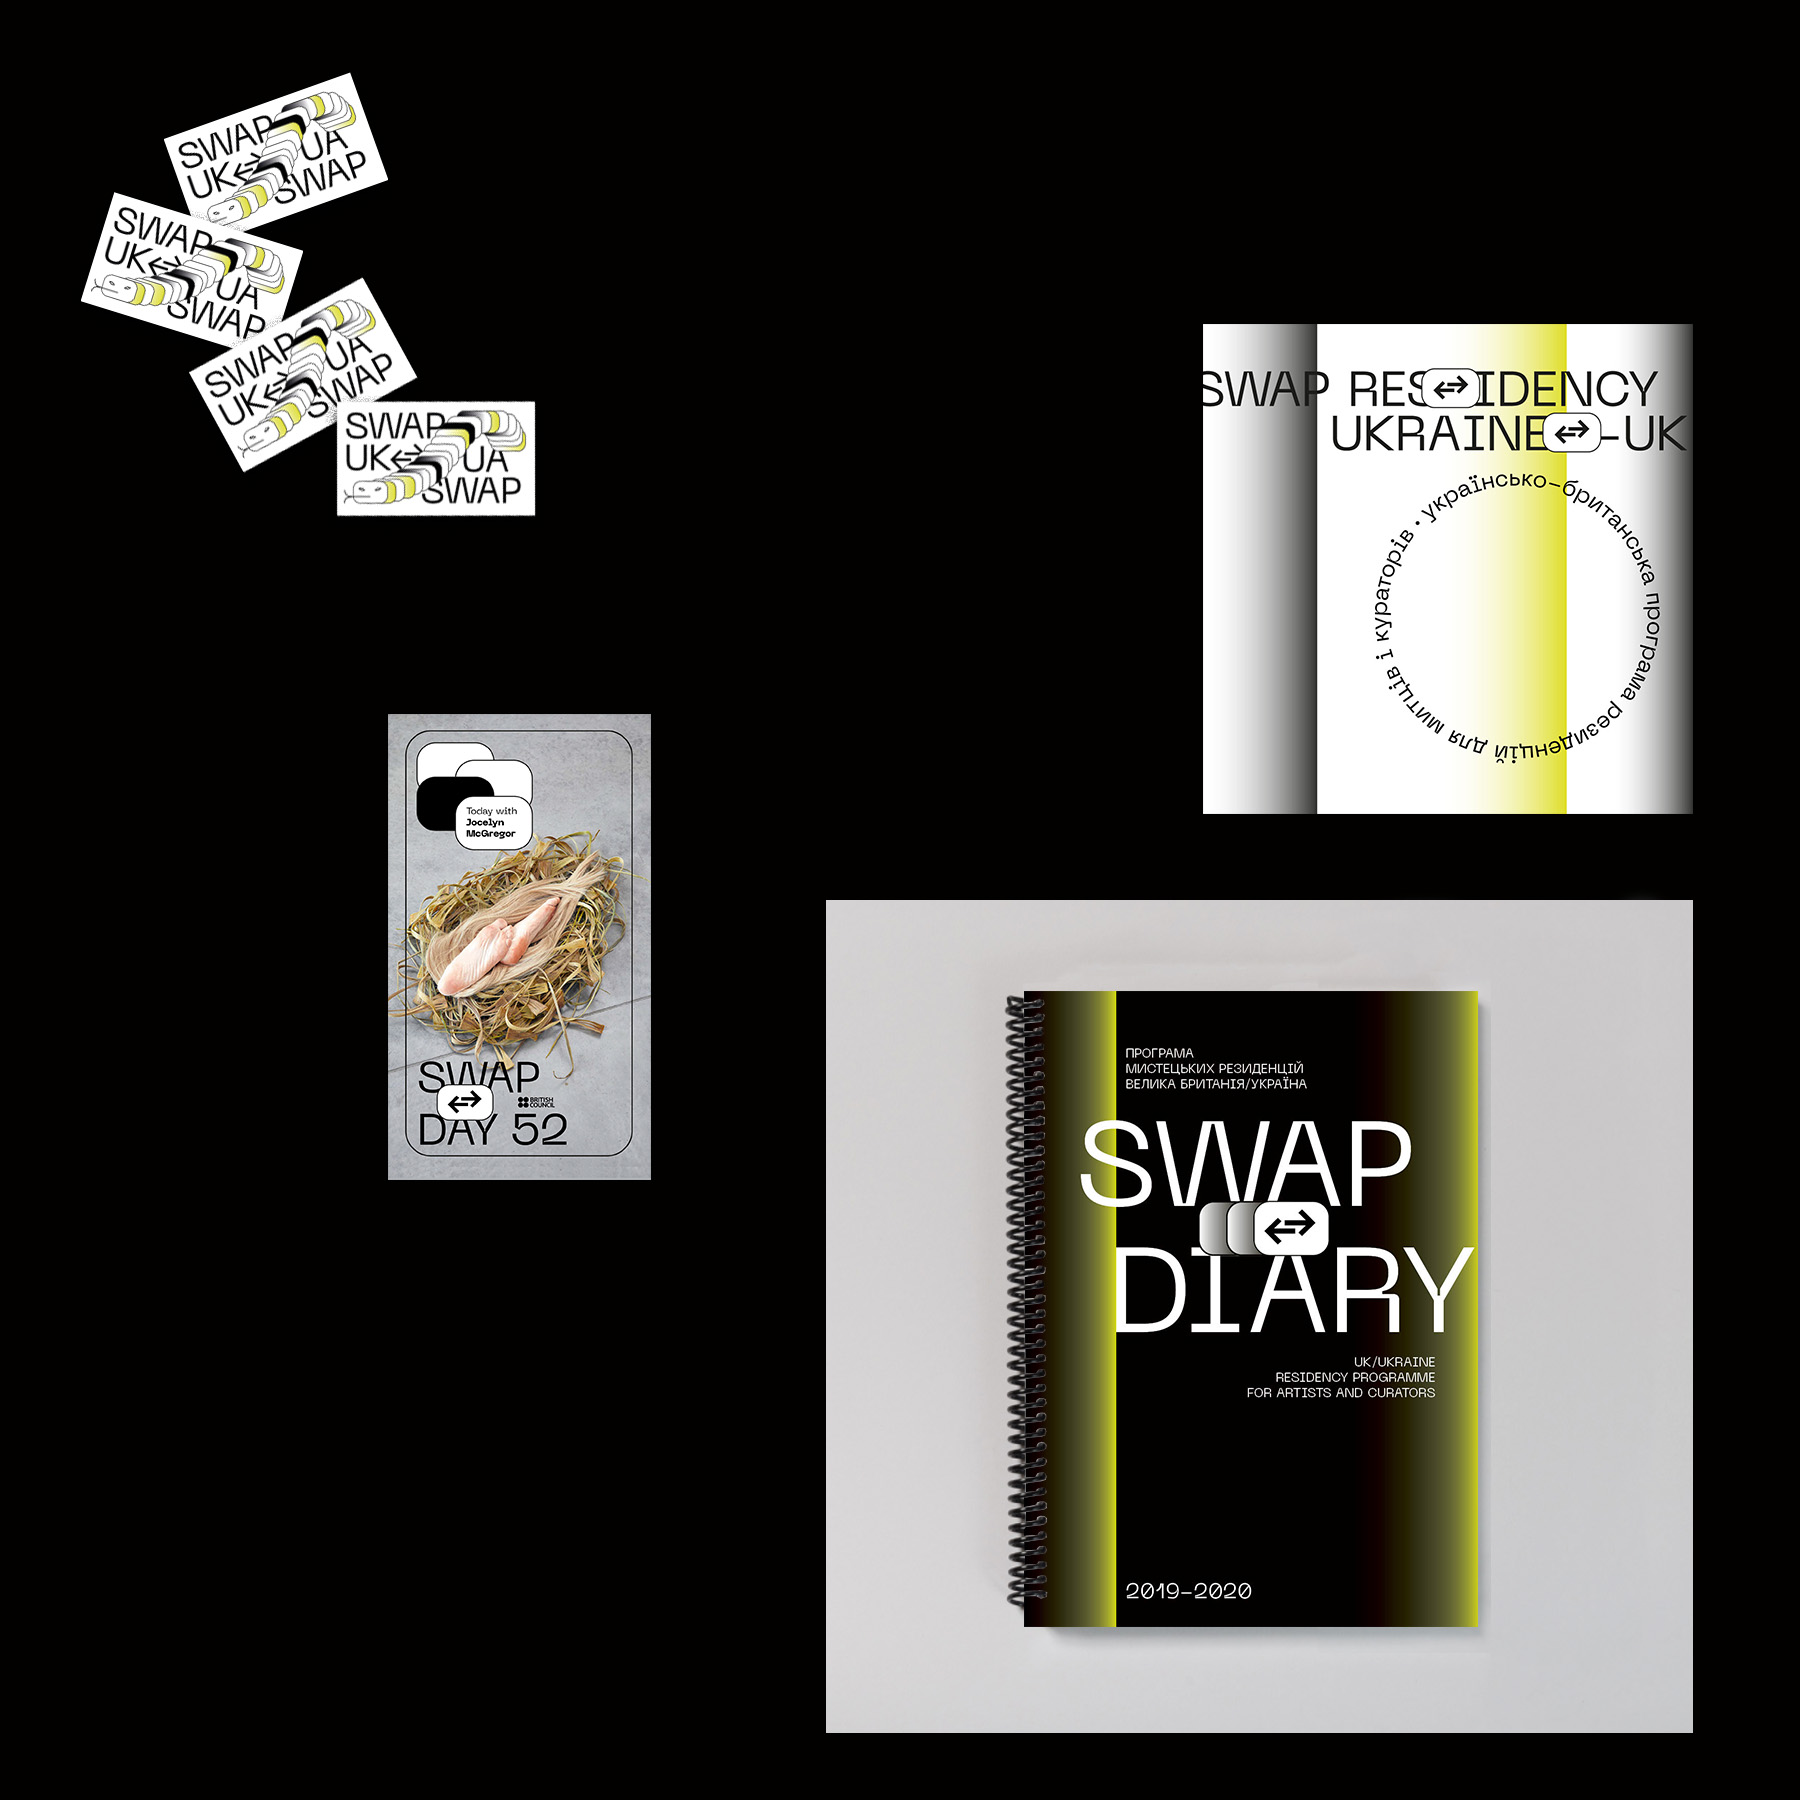 SWAP
UK↔UA
SWAP
SWAP
UK↔UA
SWAP
SWAP
UK↔UA
SWAP
SWAP
UK↔UA
SWAP
SWAP RESIDENCY
UKRAINE–UK
українсько–британська програма резиденцій для митців і кураторів •
Today with
Jocelyn
McGregor
SWAP
BRITISH
COUNCIL
DAY 52
ПРОГРАМА
МИСТЕЦЬКИХ РЕЗИДЕНЦІЙ
ВЕЛИКА БРИТАНІЯ/УКРАЇНА
SWAP
DIARY
UK/UKRAINE
RESIDENCY PROGRAMME
FOR ARTISTS AND CURATORS
2019–2020